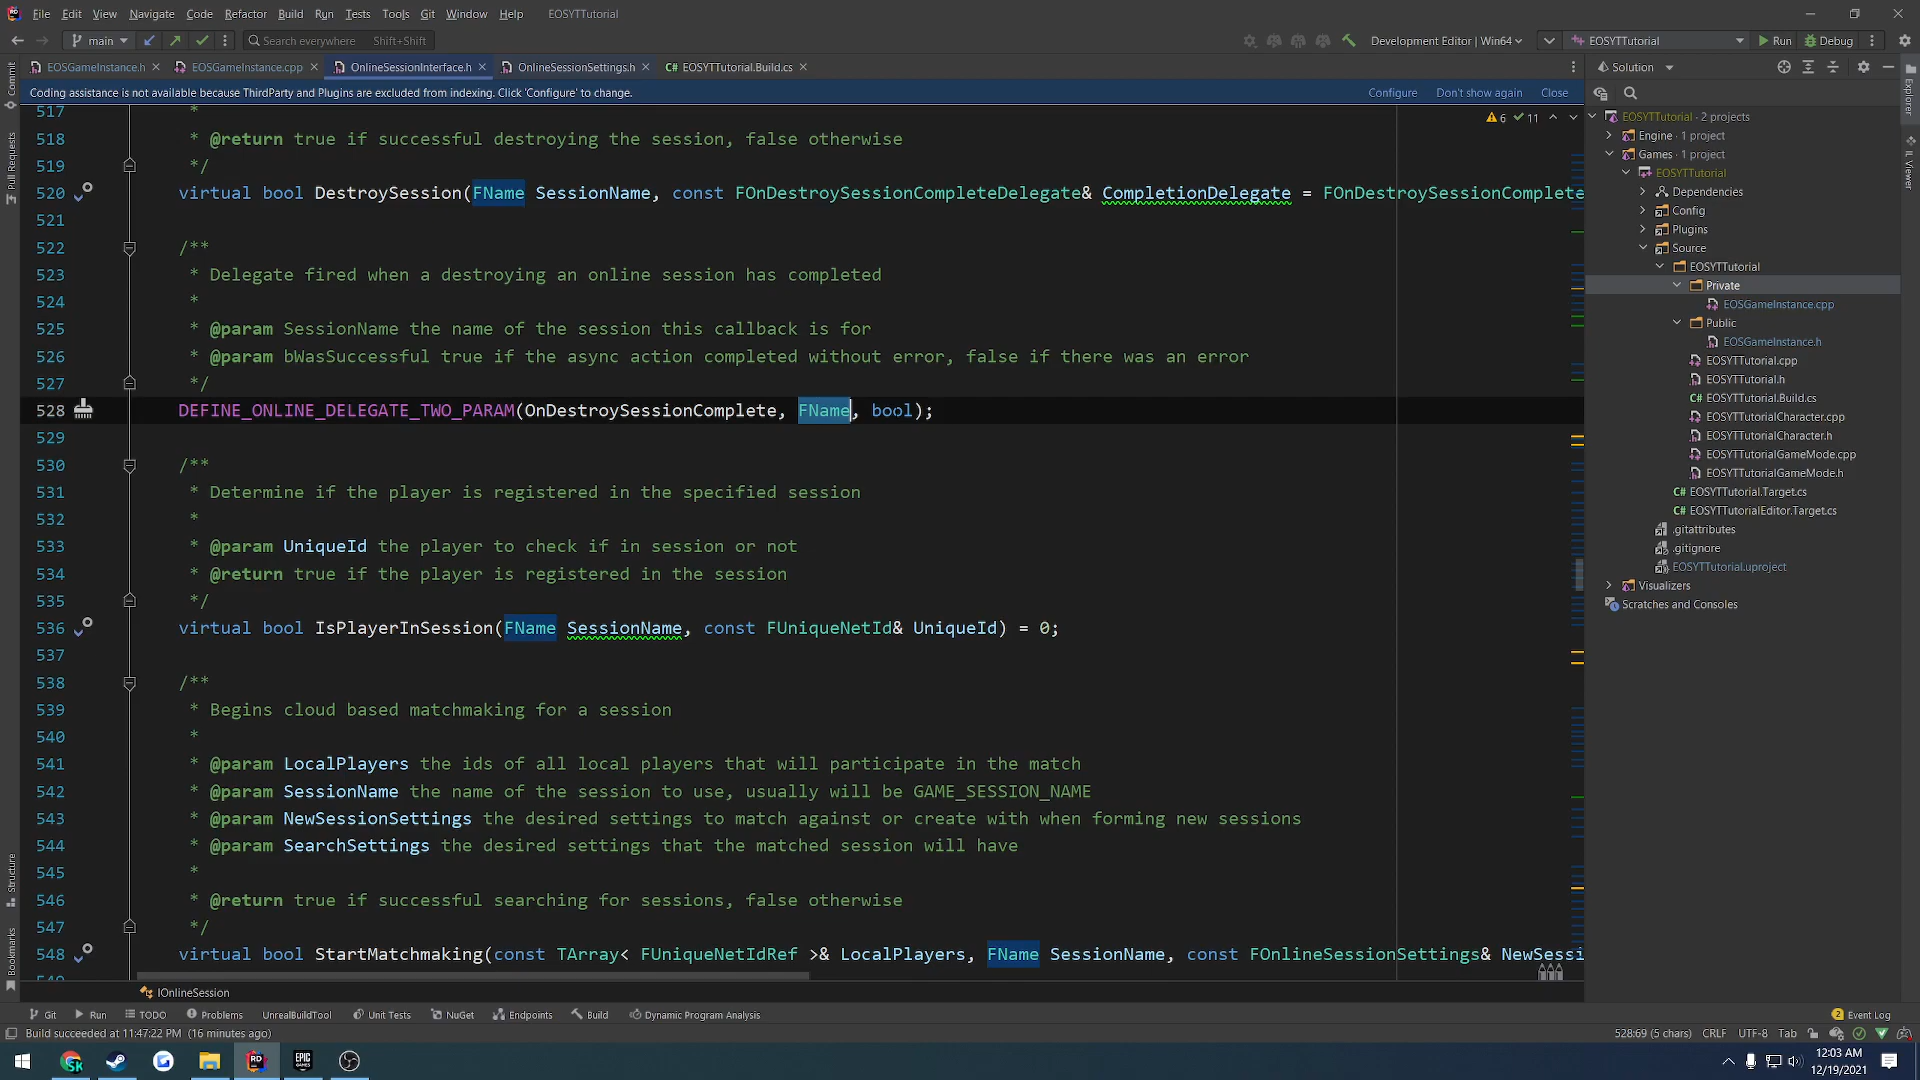 File Edit View Navigate Code Refactor Build Run Tests Tools Git Window Help EOSYTTutorial
main Search everywhere Shift+Shift Development Editor | Win64 EOSYTTutorial Run Debug
EOSGameInstance.h EOSGameInstance.cpp OnlineSessionInterface.h OnlineSessionSettings.h C# EOSYTTutorial.Build.cs Solution
Coding assistance is not available because ThirdParty and Plugins are excluded from indexing. Click 'Configure' to change. Configure Don't show again Close
6 11
517 *
518 * @return true if successful destroying the session, false otherwise
519 */
520 virtual bool DestroySession(FName SessionName, const FOnDestroySessionCompleteDelegate& CompletionDelegate = FOnDestroySessionComplete
521
522 /**
523 * Delegate fired when a destroying an online session has completed
524 *
525 * @param SessionName the name of the session this callback is for
526 * @param bWasSuccessful true if the async action completed without error, false if there was an error
527 */
528 DEFINE_ONLINE_DELEGATE_TWO_PARAM(OnDestroySessionComplete, FName, bool);
529
530 /**
531 * Determine if the player is registered in the specified session
532 *
533 * @param UniqueId the player to check if in session or not
534 * @return true if the player is registered in the session
535 */
536 virtual bool IsPlayerInSession(FName SessionName, const FUniqueNetId& UniqueId) = 0;
537
538 /**
539 * Begins cloud based matchmaking for a session
540 *
541 * @param LocalPlayers the ids of all local players that will participate in the match
542 * @param SessionName the name of the session to use, usually will be GAME_SESSION_NAME
543 * @param NewSessionSettings the desired settings to match against or create with when forming new sessions
544 * @param SearchSettings the desired settings that the matched session will have
545 *
546 * @return true if successful searching for sessions, false otherwise
547 */
548 virtual bool StartMatchmaking(const TArray< FUniqueNetIdRef >& LocalPlayers, FName SessionName, const FOnlineSessionSettings& NewSessi
IOnlineSession
EOSYTTutorial · 2 projects
Engine · 1 project
Games · 1 project
EOSYTTutorial
Dependencies
Config
Plugins
Source
EOSYTTutorial
Private
EOSGameInstance.cpp
Public
EOSGameInstance.h
EOSYTTutorial.cpp
EOSYTTutorial.h
C# EOSYTTutorial.Build.cs
EOSYTTutorialCharacter.cpp
EOSYTTutorialCharacter.h
EOSYTTutorialGameMode.cpp
EOSYTTutorialGameMode.h
C# EOSYTTutorial.Target.cs
C# EOSYTTutorialEditor.Target.cs
.gitattributes
.gitignore
EOSYTTutorial.uproject
Visualizers
Scratches and Consoles
Commit
Pull Requests
Structure
Bookmarks
Explorer
IL Viewer
Git Run TODO Problems UnrealBuildTool Unit Tests NuGet Endpoints Build Dynamic Program Analysis 2 Event Log
Build succeeded at 11:47:22 PM (16 minutes ago) 528:69 (5 chars) CRLF UTF-8 Tab
Sk RD EPIC GAMES
12:03 AM
12/19/2021